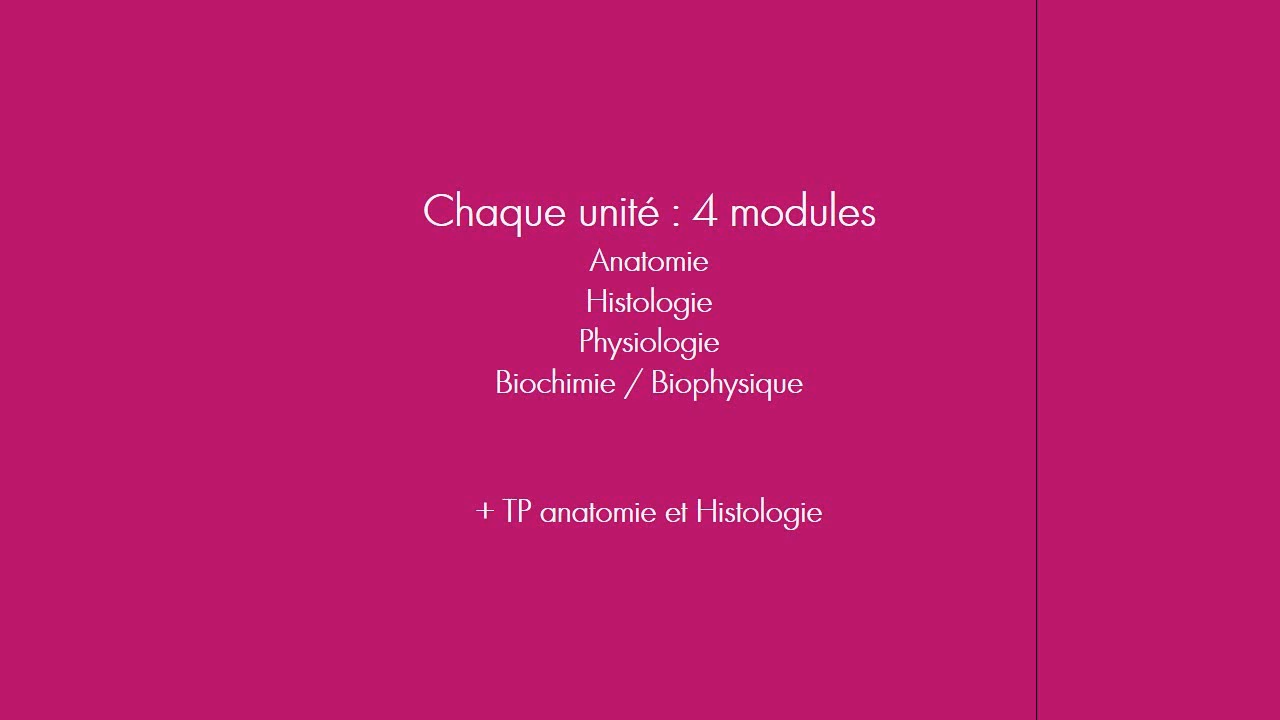 Chaque unité : 4 modules
Anatomie
Histologie
Physiologie
Biochimie / Biophysique
+ TP anatomie et Histologie